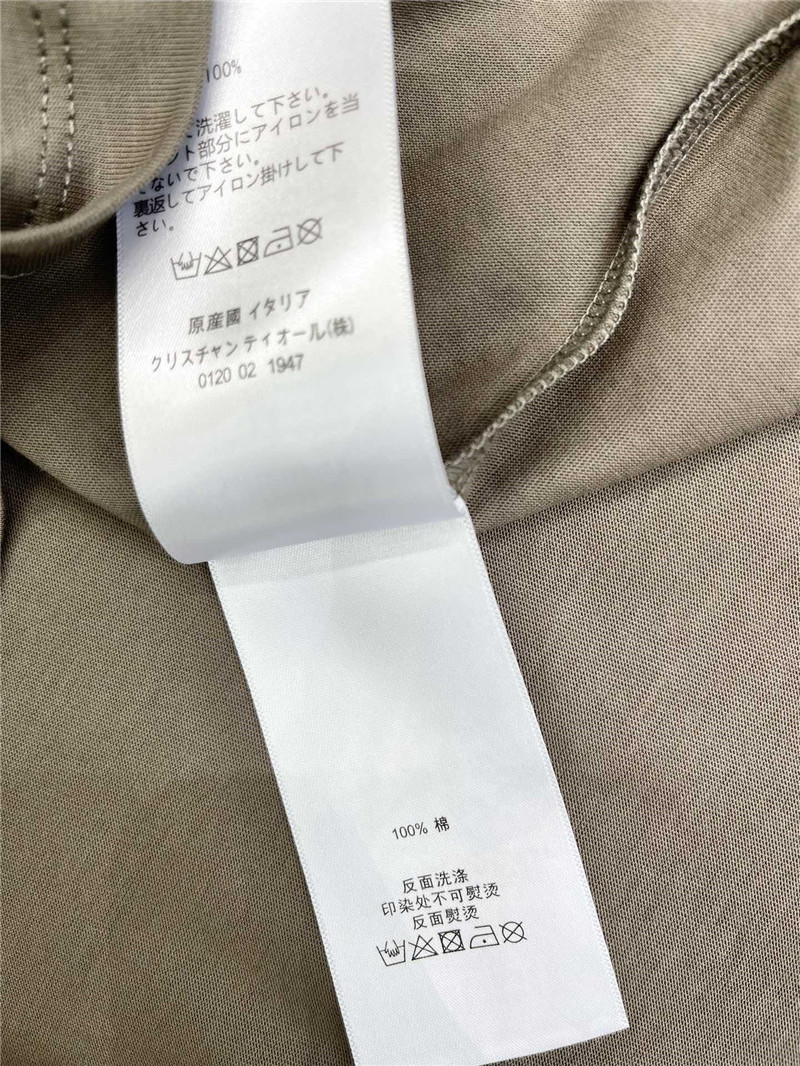 100%
て洗濯して下さい。
ント部分にアイロンを当
てないで下さい。
裏返してアイロン掛けして下
さい。
原産國 イタリア
クリスチャン ディオール(株)
0120 02 1947
100% 棉
反面洗涤
印染处不可熨烫
反面熨烫